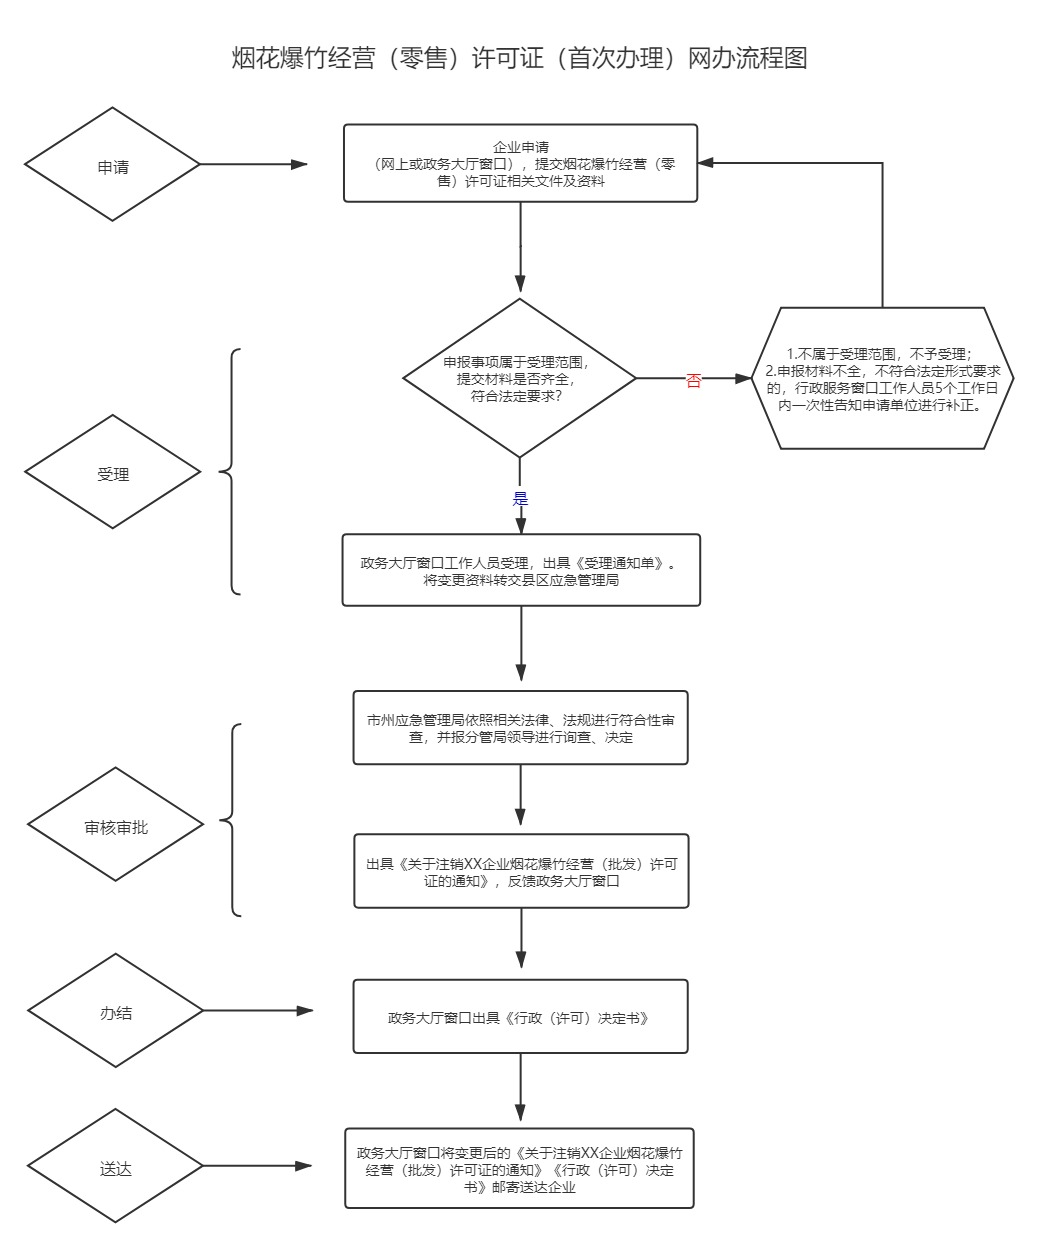 烟花爆竹经营（零售）许可证（首次办理）网办流程图
申请
企业申请
（网上或政务大厅窗口），提交烟花爆竹经营（零
售）许可证相关文件及资料
申报事项属于受理范围，
提交材料是否齐全，
符合法定要求？
否
1.不属于受理范围，不予受理；
2.申报材料不全，不符合法定形式要求
的，行政服务窗口工作人员5个工作日
内一次性告知申请单位进行补正。
受理
是
政务大厅窗口工作人员受理，出具《受理通知单》。
将变更资料转交县区应急管理局
市州应急管理局依照相关法律、法规进行符合性审
查，并报分管局领导进行询查、决定
审核审批
出具《关于注销XX企业烟花爆竹经营（批发）许可
证的通知》，反馈政务大厅窗口
办结
政务大厅窗口出具《行政（许可）决定书》
送达
政务大厅窗口将变更后的《关于注销XX企业烟花爆竹
经营（批发）许可证的通知》《行政（许可）决定
书》邮寄送达企业